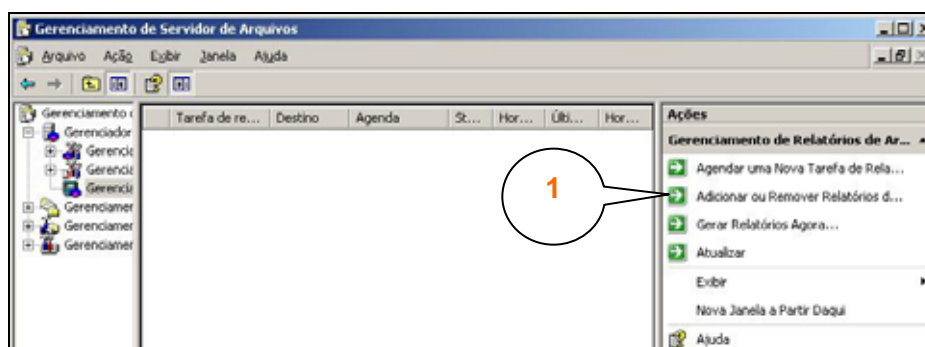 Gerenciamento de Servidor de Arquivos
Arquivo Ação Exibir Janela Ajuda
Gerenciamento
Gerenciador
Gerencia
Gerencia
Gerencia
Gerenciamer
Gerenciamer
Gerenciamer
Tarefa de re... Destino Agenda St... Hor... Últi... Hor...
1
Ações
Gerenciamento de Relatórios de Ar...
Agendar uma Nova Tarefa de Rela...
Adicionar ou Remover Relatórios d...
Gerar Relatórios Agora...
Atualizar
Exibir
Nova Janela a Partir Daqui
Ajuda